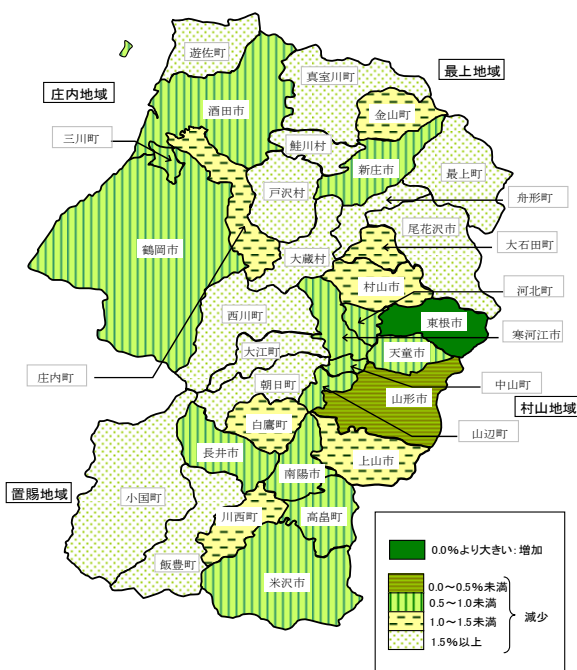 遊佐町
真室川町
最上地域
庄内地域
酒田市
金山町
三川町
鮭川村
新庄市
最上町
戸沢村
舟形町
尾花沢市
鶴岡市
大石田町
大蔵村
村山市
河北町
西川町
東根市
寒河江市
大江町
天童市
庄内町
朝日町
中山町
山形市
村山地域
白鷹町
山辺町
長井市
上山市
南陽市
置賜地域
小国町
川西町
高畠町
飯豊町
米沢市
0.0%より大きい：増加
0.0～0.5%未満
0.5～1.0未満
1.0～1.5未満
1.5%以上
減少